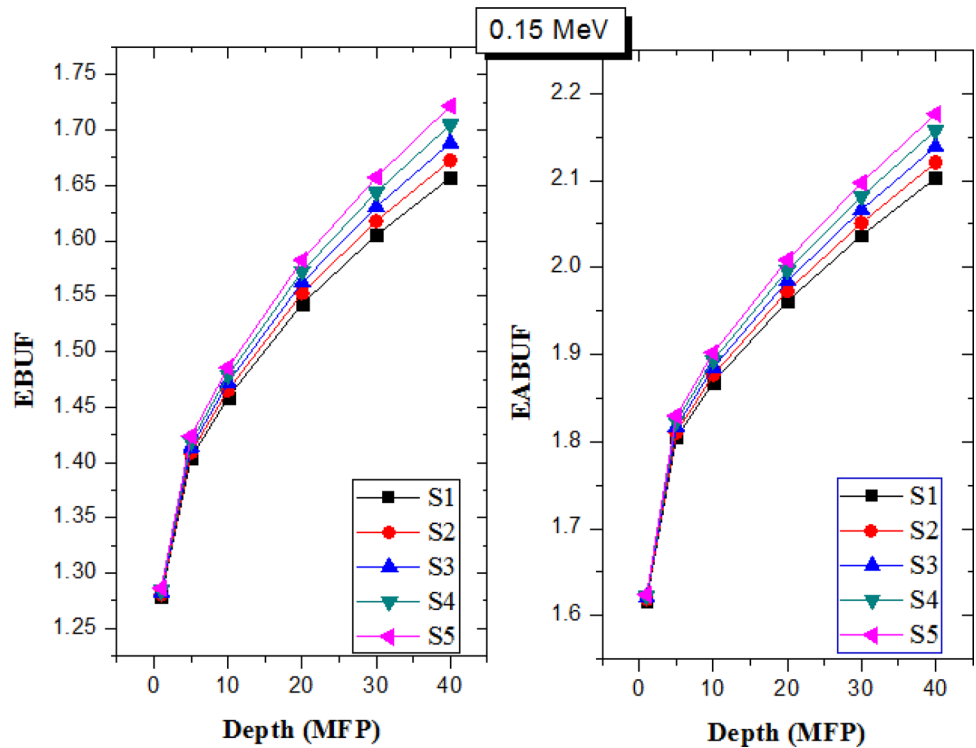 0.15 MeV
EBUF
1.75
1.70
1.65
1.60
1.55
1.50
1.45
1.40
1.35
1.30
1.25
0 10 20 30 40
Depth (MFP)
S1
S2
S3
S4
S5
EABUF
2.2
2.1
2.0
1.9
1.8
1.7
1.6
0 10 20 30 40
Depth (MFP)
S1
S2
S3
S4
S5